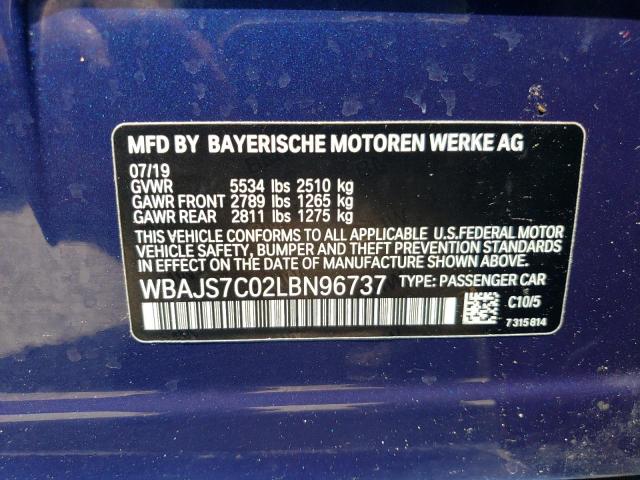 MFD BY BAYERISCHE MOTOREN WERKE AG
07/19
GVWR 5534 lbs 2510 kg
GAWR FRONT 2789 lbs 1265 kg
GAWR REAR 2811 lbs 1275 kg
THIS VEHICLE CONFORMS TO ALL APPLICABLE U.S.FEDERAL MOTOR
VEHICLE SAFETY, BUMPER AND THEFT PREVENTION STANDARDS
IN EFFECT ON THE DATE OF MANUFACTURE SHOWN ABOVE.
WBAJS7C02LBN96737 TYPE: PASSENGER CAR
C10/5
7315814